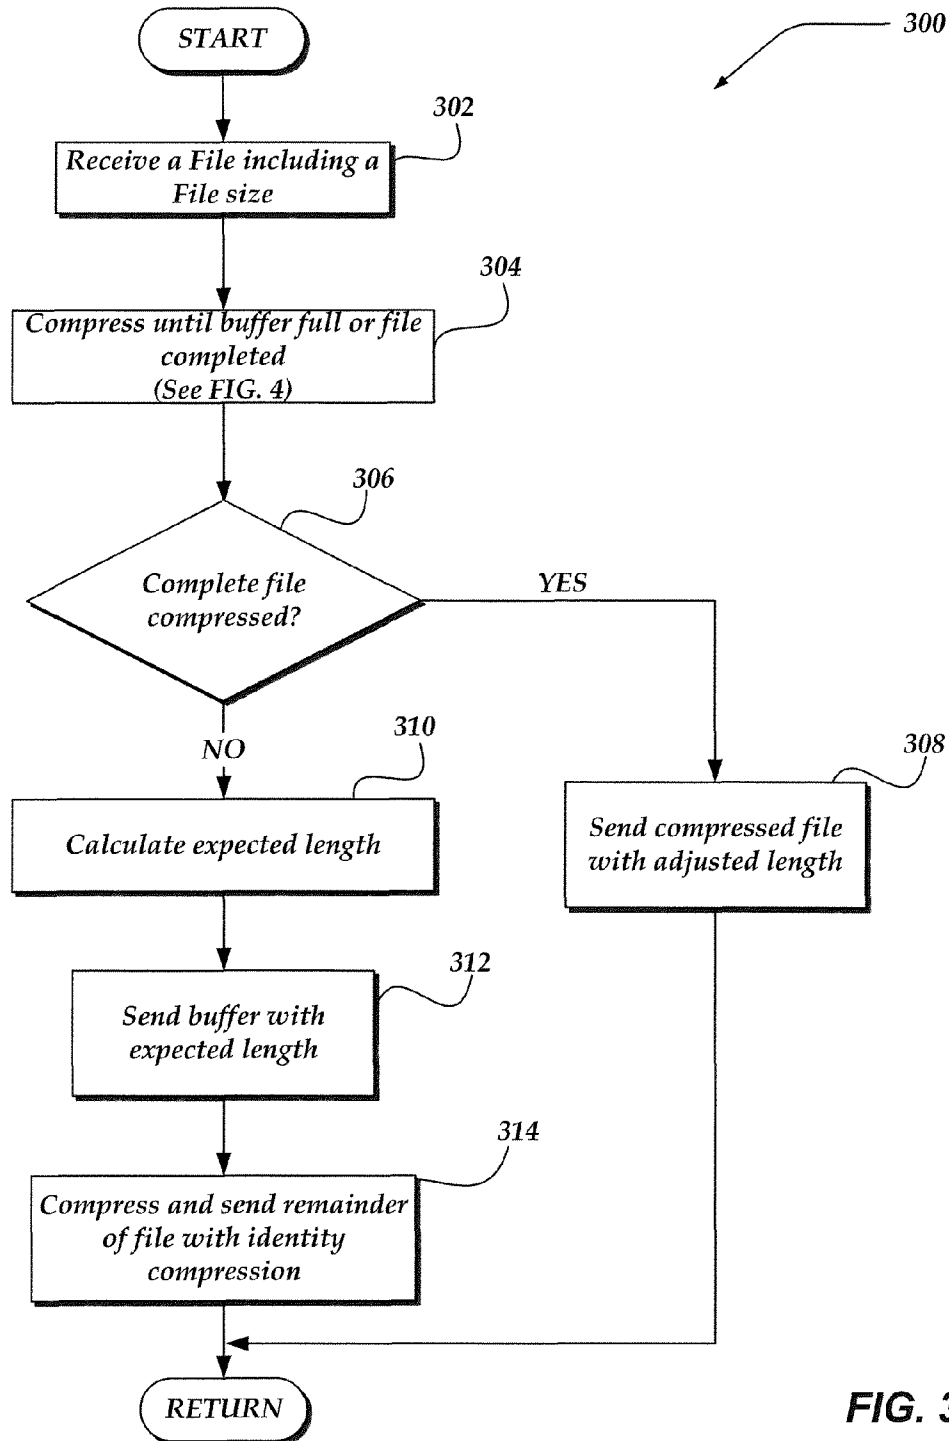 START
300
302
Receive a File including a
File size
304
Compress until buffer full or file
completed
(See FIG. 4)
306
Complete file
compressed?
YES
NO
310
Calculate expected length
308
Send compressed file
with adjusted length
312
Send buffer with
expected length
314
Compress and send remainder
of file with identity
compression
RETURN
FIG. 3